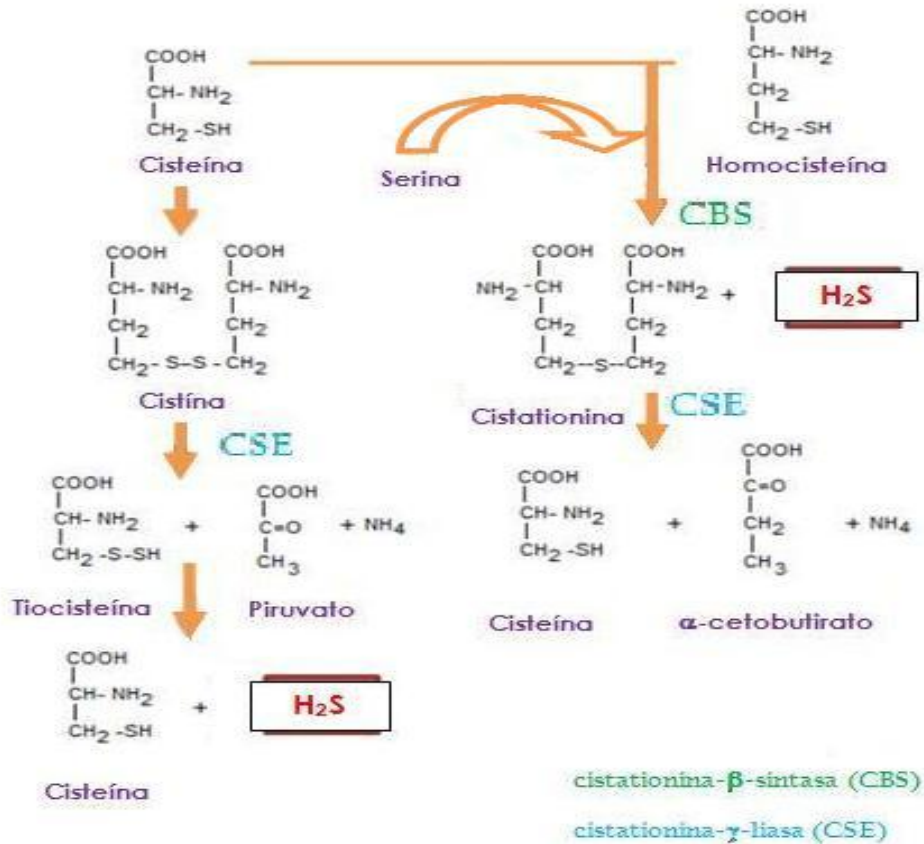 COOH
CH- NH2
CH2 -SH
Cisteína
Serina
COOH
CH- NH2
CH2
CH2 -SH
Homocisteína
CBS
COOH
CH- NH2
CH2
CH2- S-S -CH2
COOH
CH- NH2
CH2
Cistína
COOH
NH2 -CH
CH2
CH2--S--CH2
COOH
CH-NH2
CH2
+
H2S
Cistationina
CSE
CSE
COOH
CH- NH2
CH2 -S-SH
Tiocisteína
+
COOH
C=O
CH3
Piruvato
+ NH4
COOH
CH- NH2
CH2 -SH
Cisteína
+
COOH
C=O
CH2
CH3
α-cetobutirato
+ NH4
COOH
CH- NH2
CH2 -SH
Cisteína
+
H2S
cistationina-β-sintasa (CBS)
cistationina-γ-liasa (CSE)